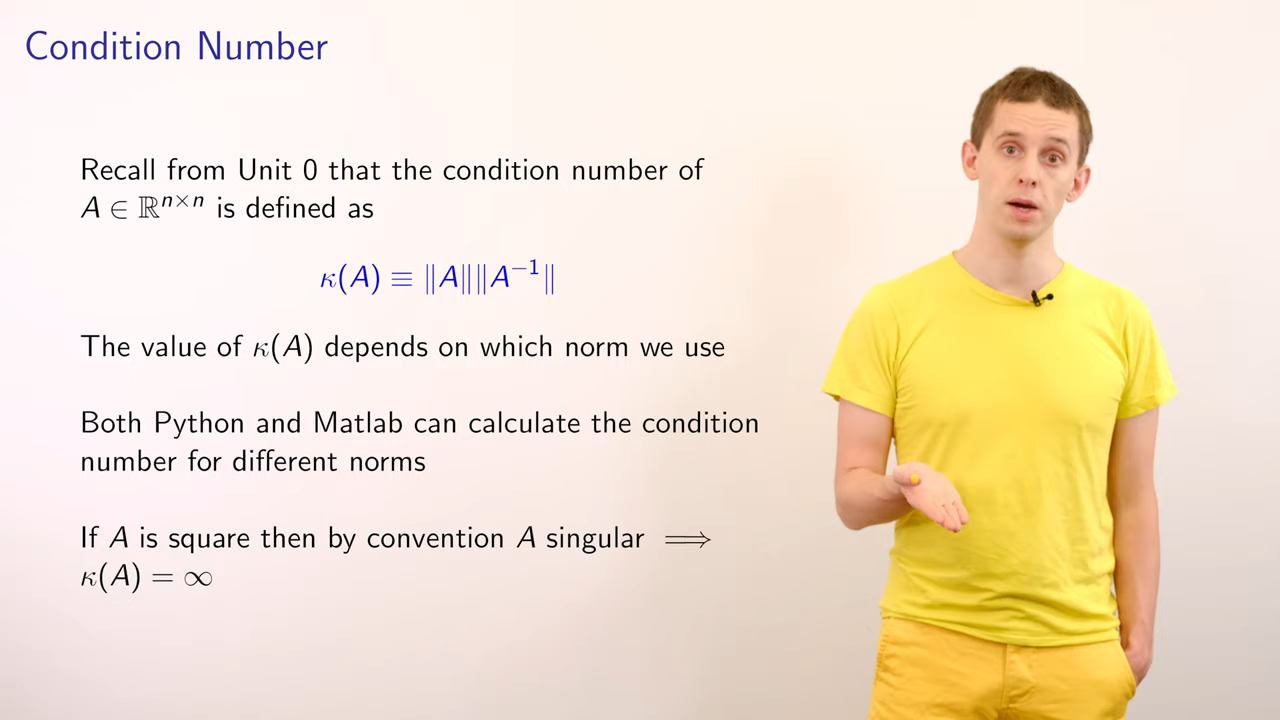 Condition Number
Recall from Unit 0 that the condition number of
A ∈ ℝⁿˣⁿ is defined as
κ(A) ≡ ‖A‖‖A⁻¹‖
The value of κ(A) depends on which norm we use
Both Python and Matlab can calculate the condition
number for different norms
If A is square then by convention A singular ⟹
κ(A) = ∞